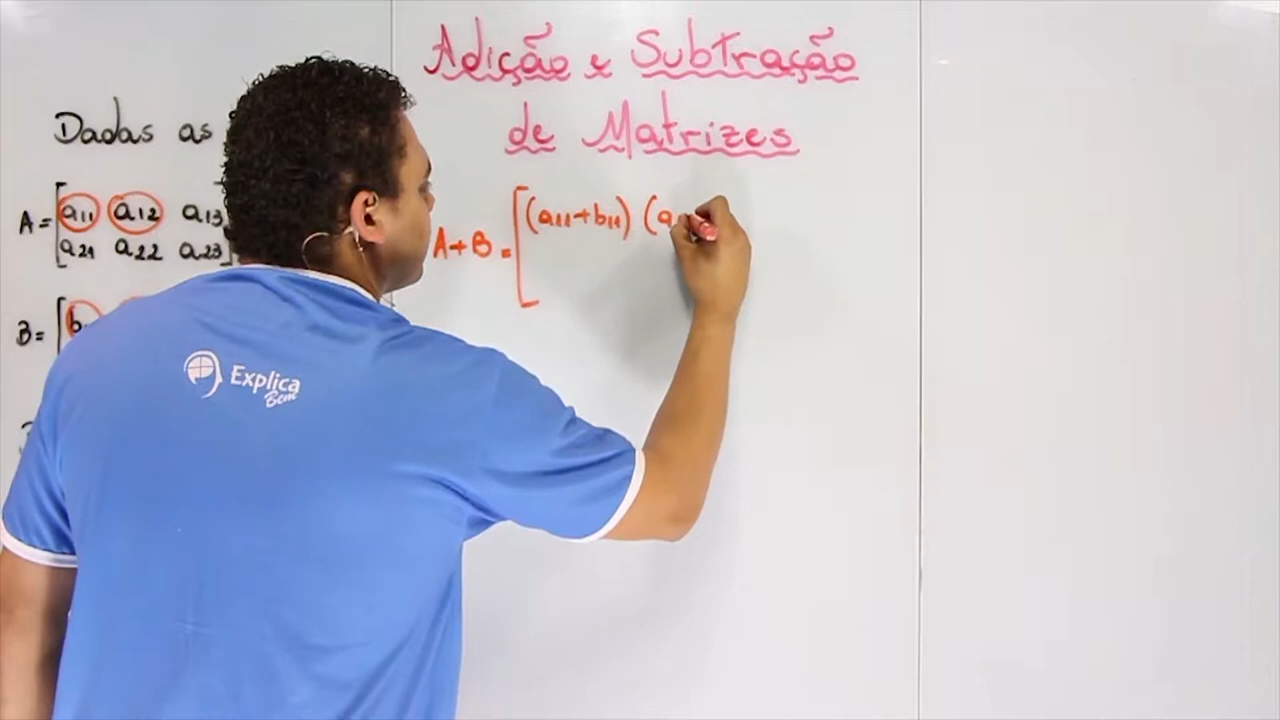 Adição e Subtração
de Matrizes
Dadas as
A = [a11 a12 a13
a21 a22 a23]
B = [b
A + B = [(a11+b11) (a
Explica
Bem